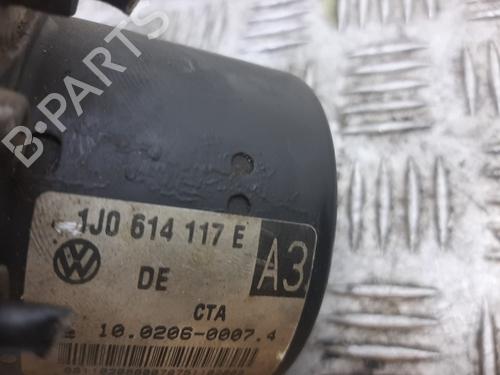 B-PARTS
1J0 614 117 E
A3
DE
CTA
10.0206-0007.4